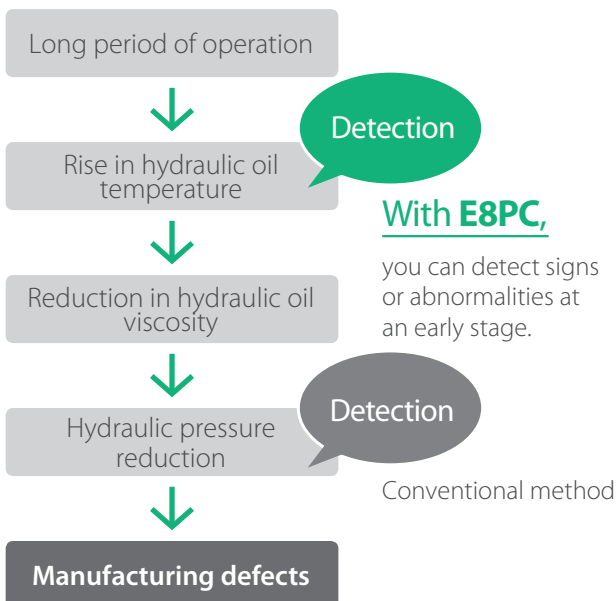 Long period of operation
Detection
Rise in hydraulic oil
temperature
With E8PC,
you can detect signs
or abnormalities at
an early stage.
Reduction in hydraulic oil
viscosity
Detection
Hydraulic pressure
reduction
Conventional method
Manufacturing defects